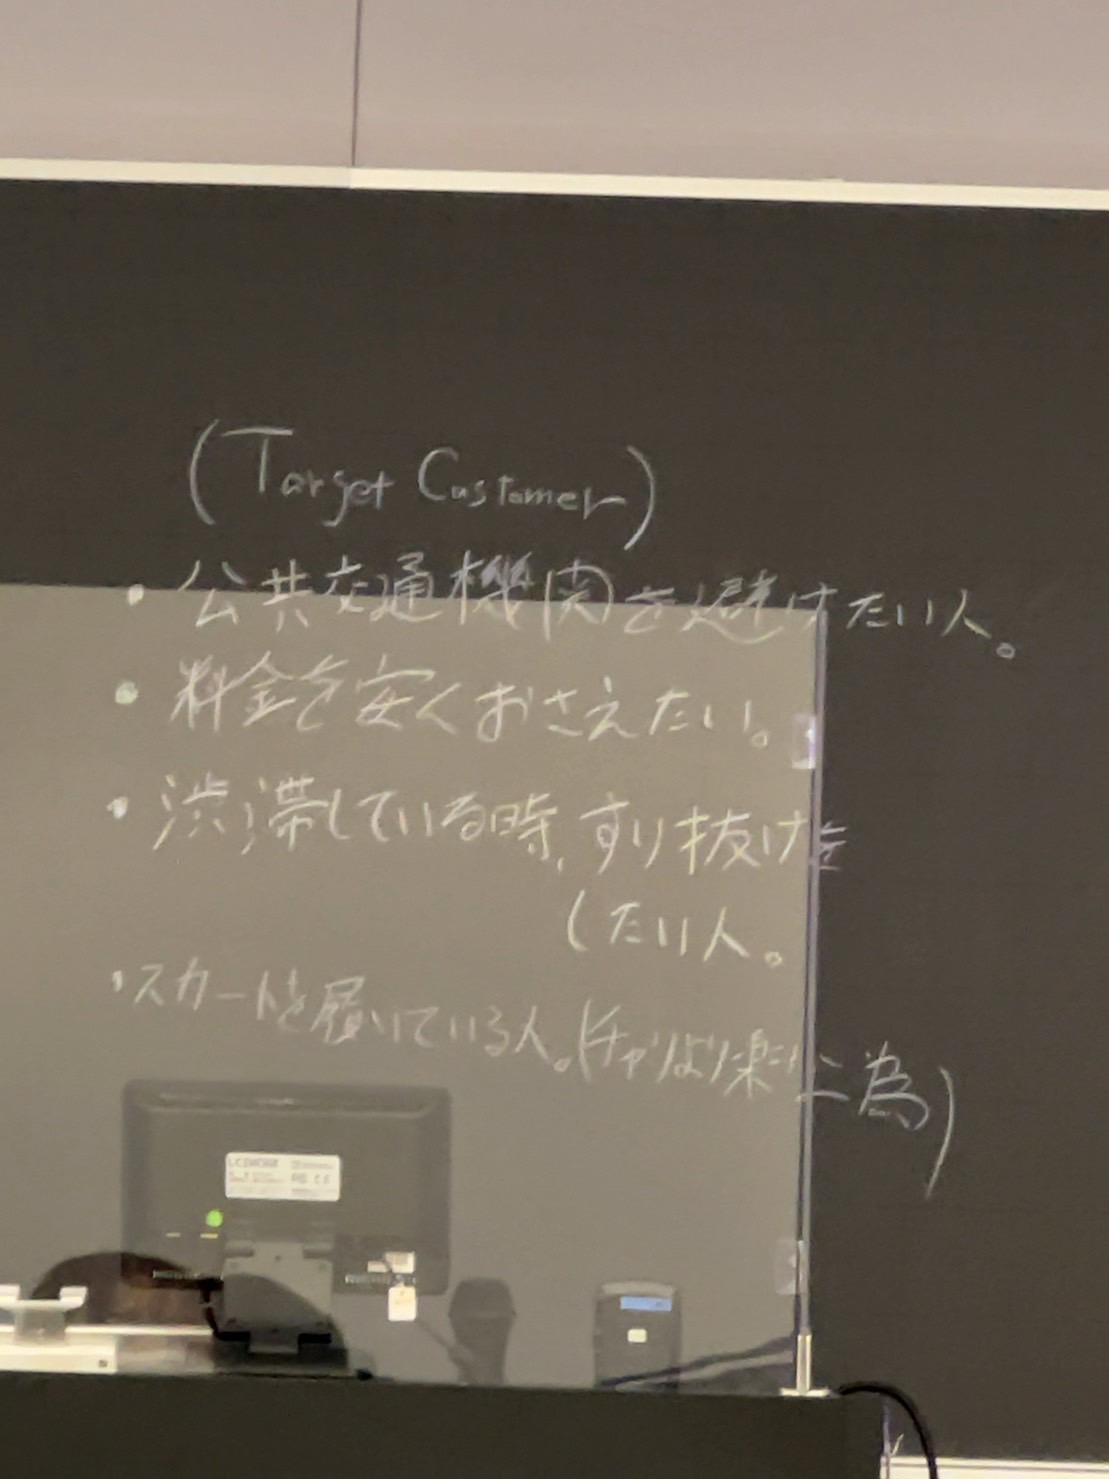 (Target Customer)
・公共交通機関を避けたい人。
・料金を安くおさえたい。
・渋滞している時、すり抜けを
したい人。
・スカートを履いている人。(チャリより楽な為)